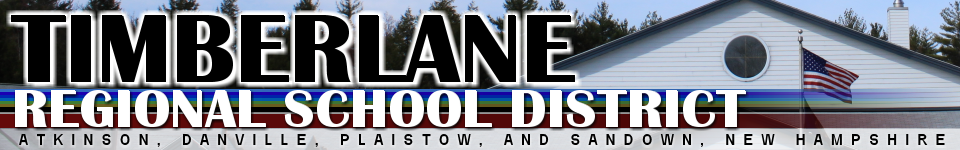 TIMBERLANE
REGIONAL SCHOOL DISTRICT
ATKINSON, DANVILLE, PLAISTOW, AND SANDOWN, NEW HAMPSHIRE